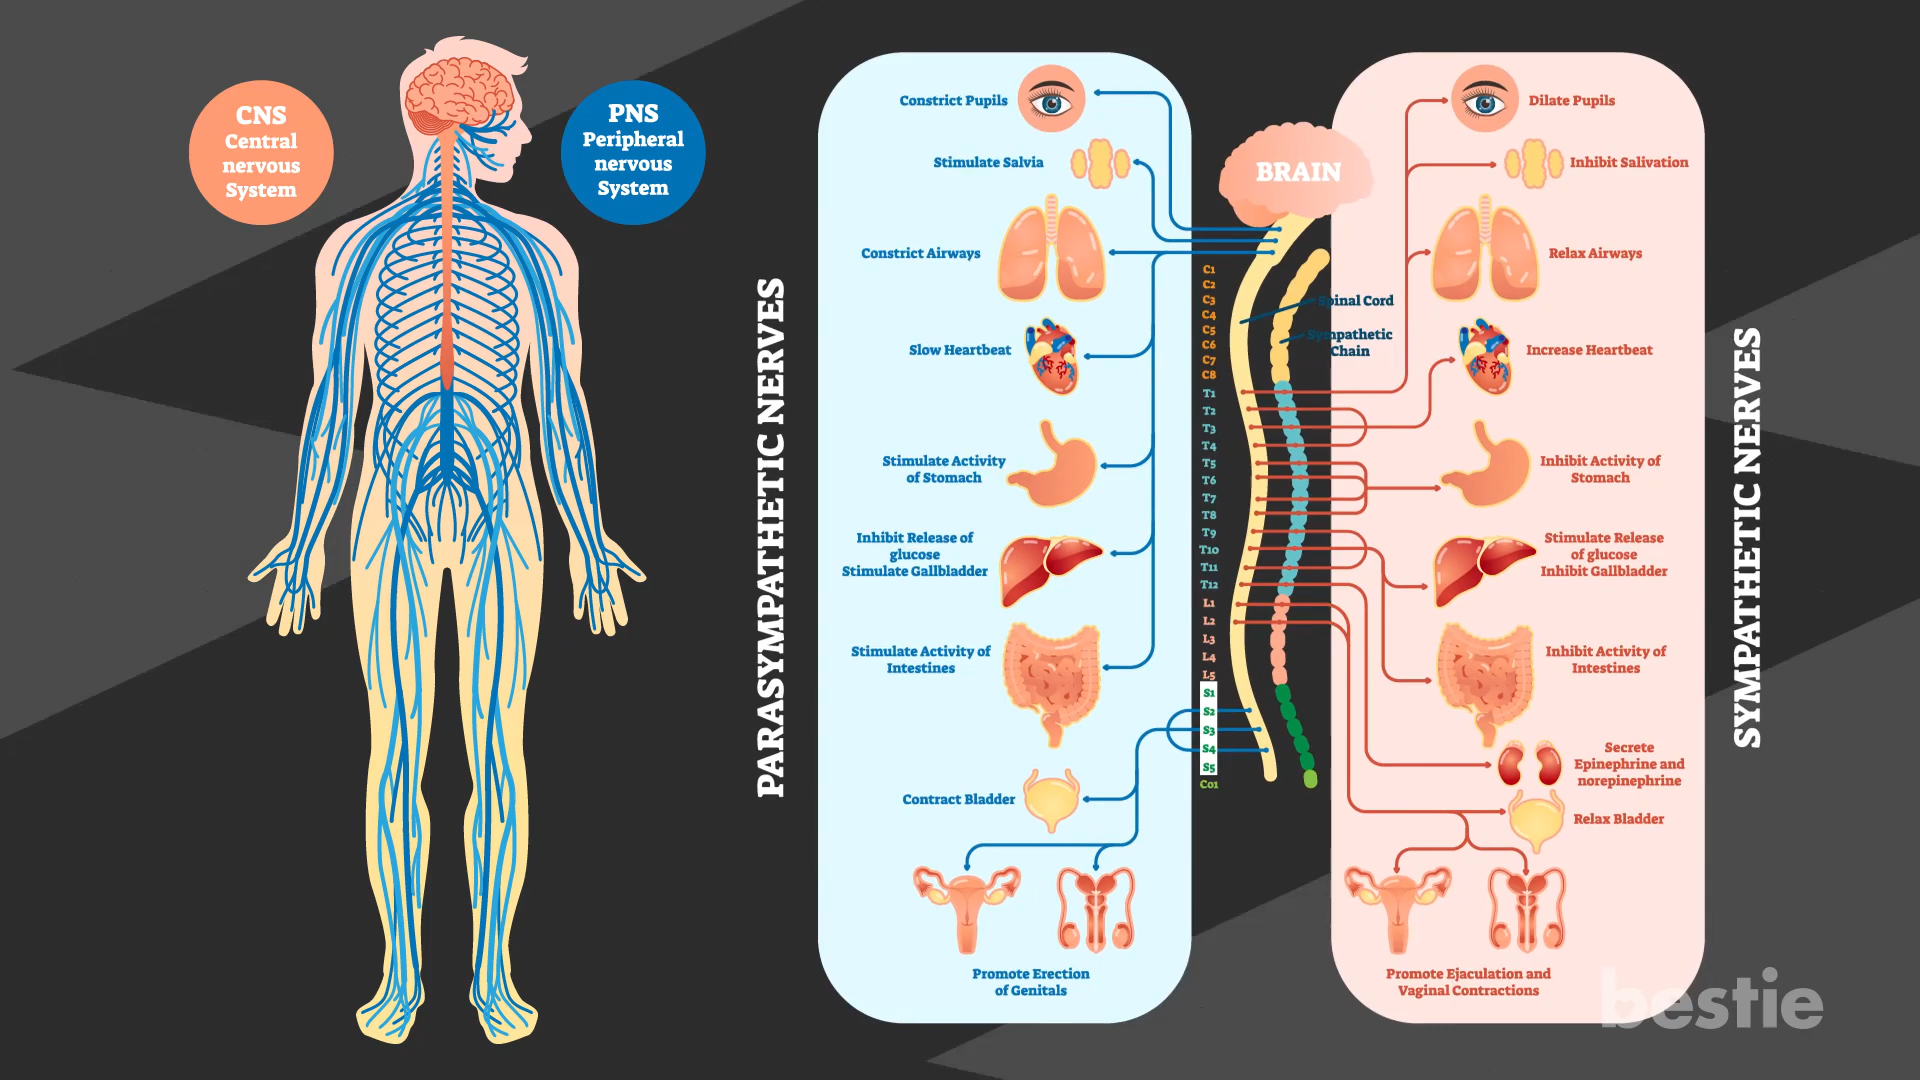 CNS
Central
nervous
System
PNS
Peripheral
nervous
System
PARASYMPATHETIC NERVES
Constrict Pupils
Stimulate Salvia
Constrict Airways
Slow Heartbeat
Stimulate Activity
of Stomach
Inhibit Release of
glucose
Stimulate Gallbladder
Stimulate Activity of
Intestines
Contract Bladder
Promote Erection
of Genitals
BRAIN
Spinal Cord
Sympathetic
Chain
C1
C2
C3
C4
C5
C6
C7
C8
T1
T2
T3
T4
T5
T6
T7
T8
T9
T10
T11
T12
L1
L2
L3
L4
L5
S1
S2
S3
S4
S5
Co1
Dilate Pupils
Inhibit Salivation
Relax Airways
Increase Heartbeat
Inhibit Activity of
Stomach
Stimulate Release
of glucose
Inhibit Gallbladder
Inhibit Activity of
Intestines
Secrete
Epinephrine and
norepinephrine
Relax Bladder
Promote Ejaculation and
Vaginal Contractions
SYMPATHETIC NERVES
bestie